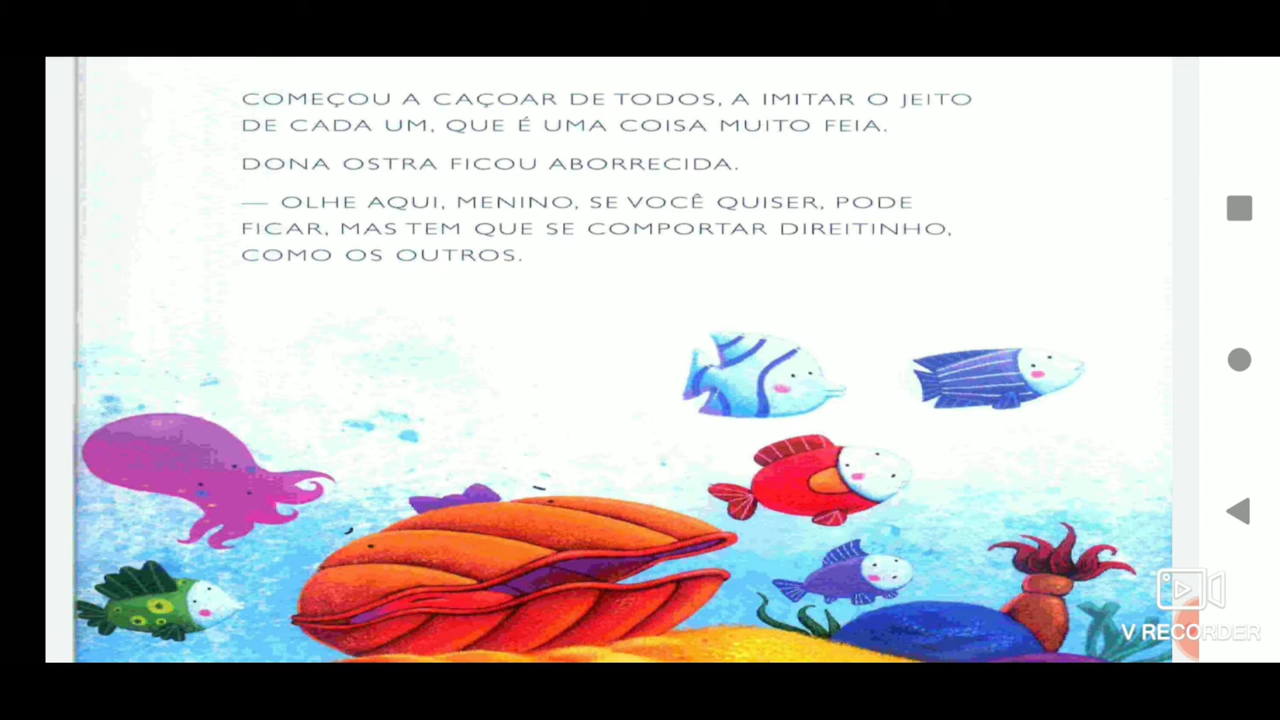 COMEÇOU A CAÇOAR DE TODOS, A IMITAR O JEITO
DE CADA UM, QUE É UMA COISA MUITO FEIA.
DONA OSTRA FICOU ABORRECIDA.
— OLHE AQUI, MENINO, SE VOCÊ QUISER, PODE
FICAR, MAS TEM QUE SE COMPORTAR DIREITINHO,
COMO OS OUTROS.
V RECORDER